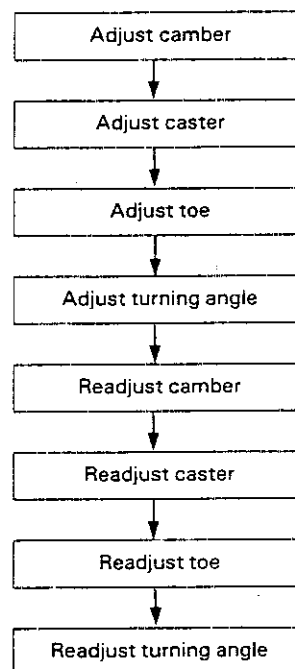 Adjust camber
Adjust caster
Adjust toe
Adjust turning angle
Readjust camber
Readjust caster
Readjust toe
Readjust turning angle